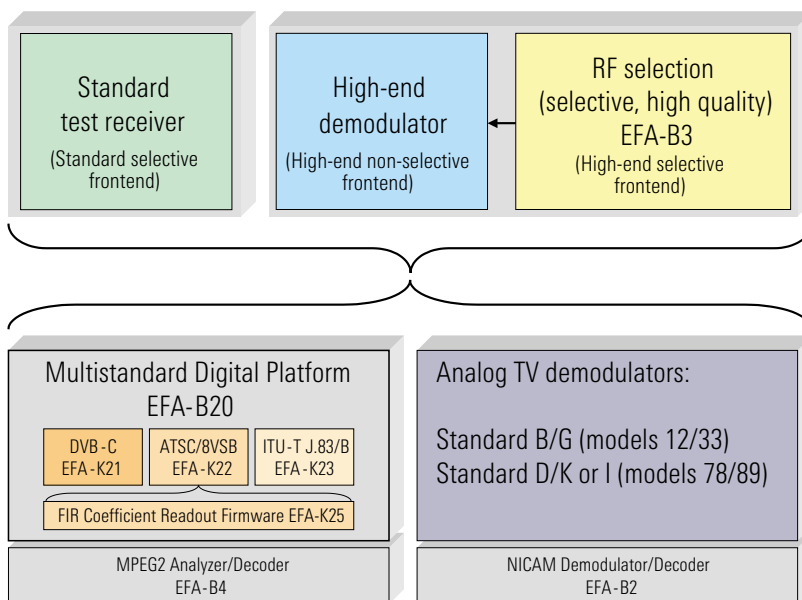 Standard
test receiver
(Standard selective
frontend)
High-end
demodulator
(High-end non-selective
frontend)
RF selection
(selective, high quality)
EFA-B3
(High-end selective
frontend)
Multistandard Digital Platform
EFA-B20
DVB-C
EFA-K21
ATSC/8VSB
EFA-K22
ITU-T J.83/B
EFA-K23
FIR Coefficient Readout Firmware EFA-K25
MPEG2 Analyzer/Decoder
EFA-B4
Analog TV demodulators:
Standard B/G (models 12/33)
Standard D/K or I (models 78/89)
NICAM Demodulator/Decoder
EFA-B2